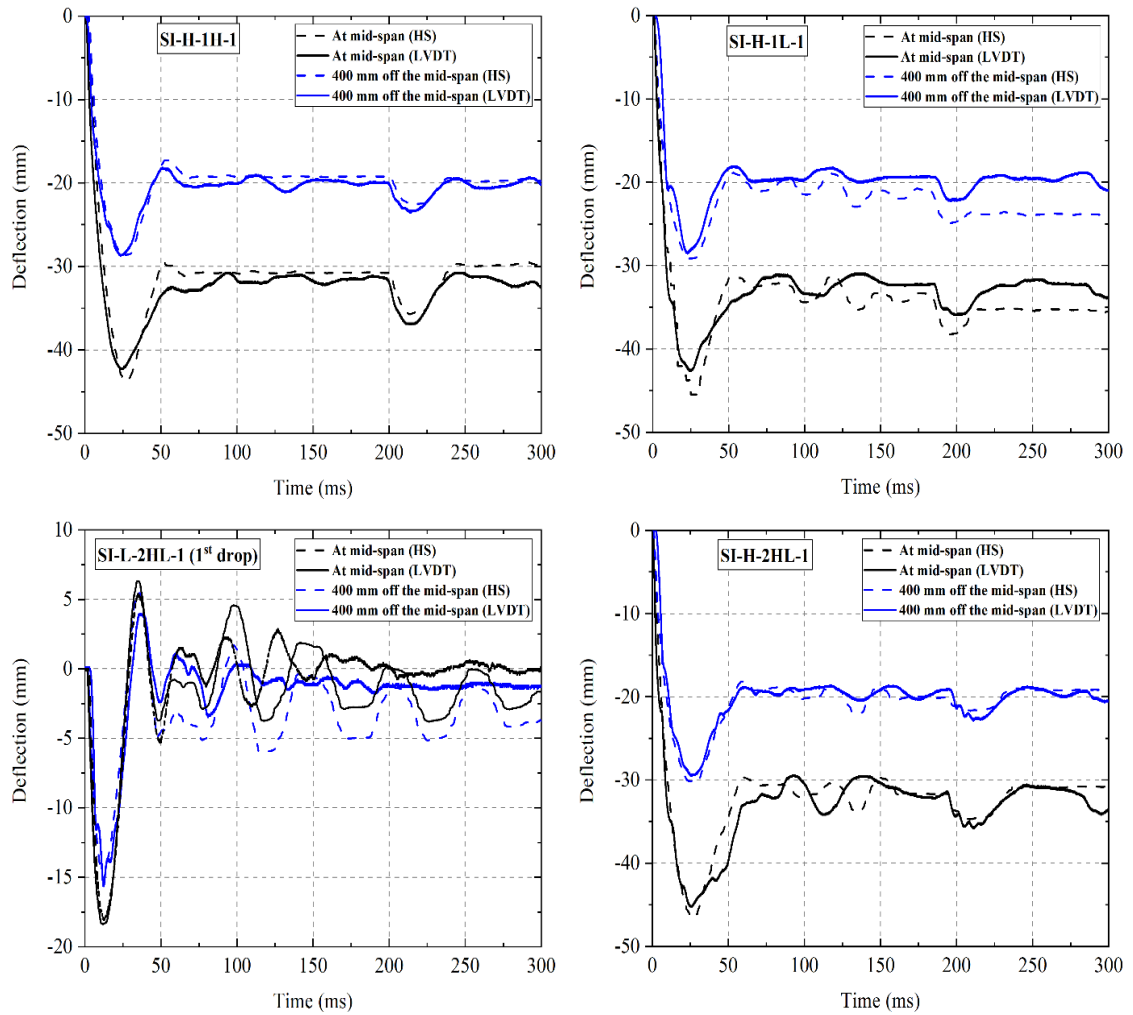 SI-H-1H-1
At mid-span (HS)
At mid-span (LVDT)
400 mm off the mid-span (HS)
400 mm off the mid-span (LVDT)
0
-10
-20
-30
-40
-50
Deflection (mm)
0 50 100 150 200 250 300
Time (ms)
SI-H-1L-1
At mid-span (HS)
At mid-span (LVDT)
400 mm off the mid-span (HS)
400 mm off the mid-span (LVDT)
0
-10
-20
-30
-40
-50
Deflection (mm)
0 50 100 150 200 250 300
Time (ms)
SI-L-2HL-1 (1st drop)
At mid-span (HS)
At mid-span (LVDT)
400 mm off the mid-span (HS)
400 mm off the mid-span (LVDT)
10
5
0
-5
-10
-15
-20
Deflection (mm)
0 50 100 150 200 250 300
Time (ms)
SI-H-2HL-1
At mid-span (HS)
At mid-span (LVDT)
400 mm off the mid-span (HS)
400 mm off the mid-span (LVDT)
0
-10
-20
-30
-40
-50
Deflection (mm)
0 50 100 150 200 250 300
Time (ms)